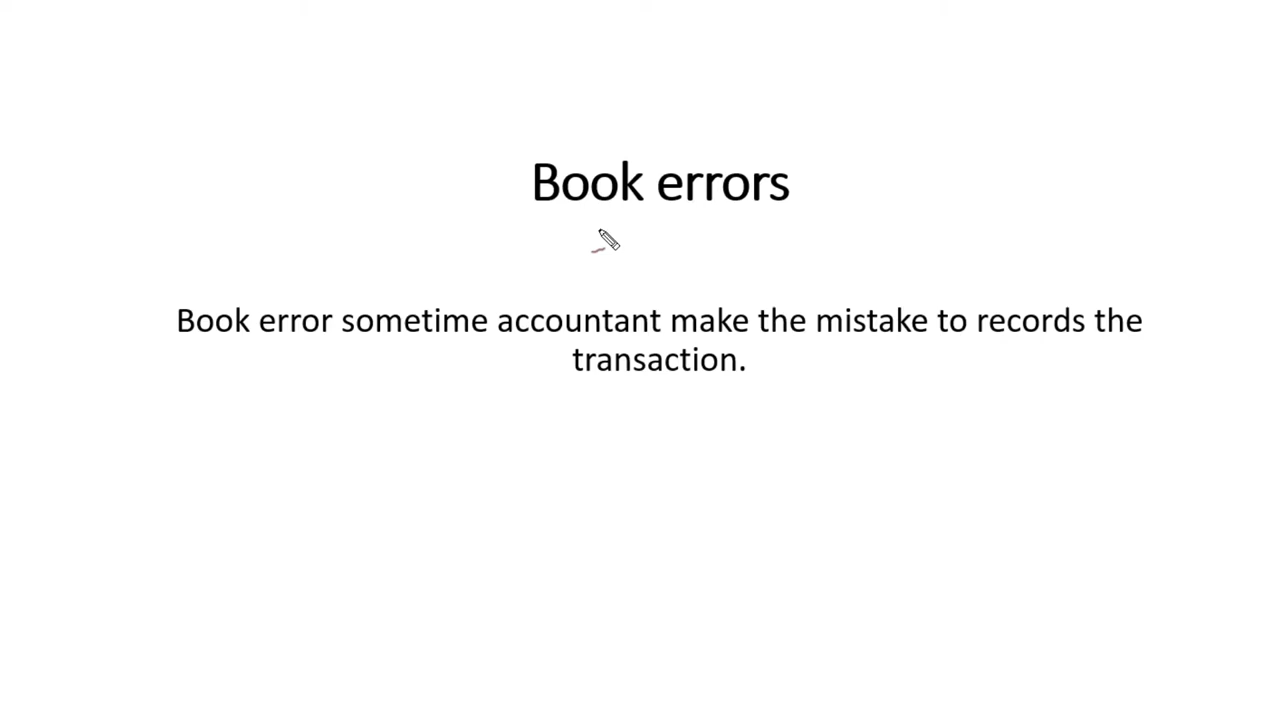 Book errors
Book error sometime accountant make the mistake to records the
transaction.